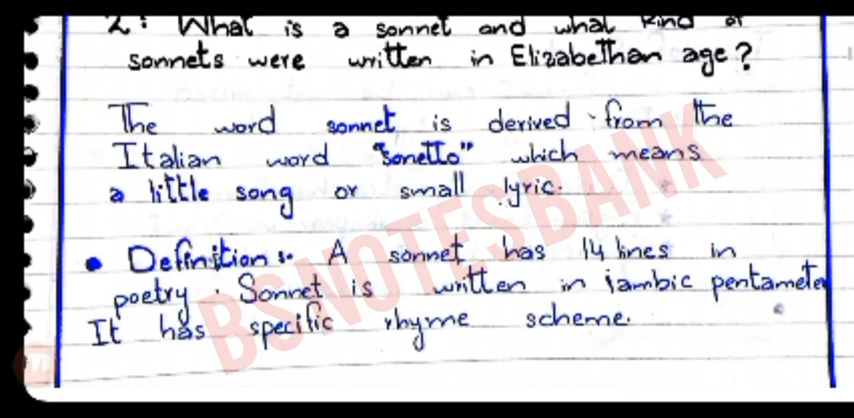 2: What is a sonnet and what kind of
sonnets were written in Elizabethan age?
The word sonnet is derived from the
Italian word "Sonetto" which means
a little song or small lyric.
• Definition :- A sonnet has 14 lines in
poetry. Sonnet is written in iambic pentameter
It has specific rhyme scheme.
BSNOTESBANK